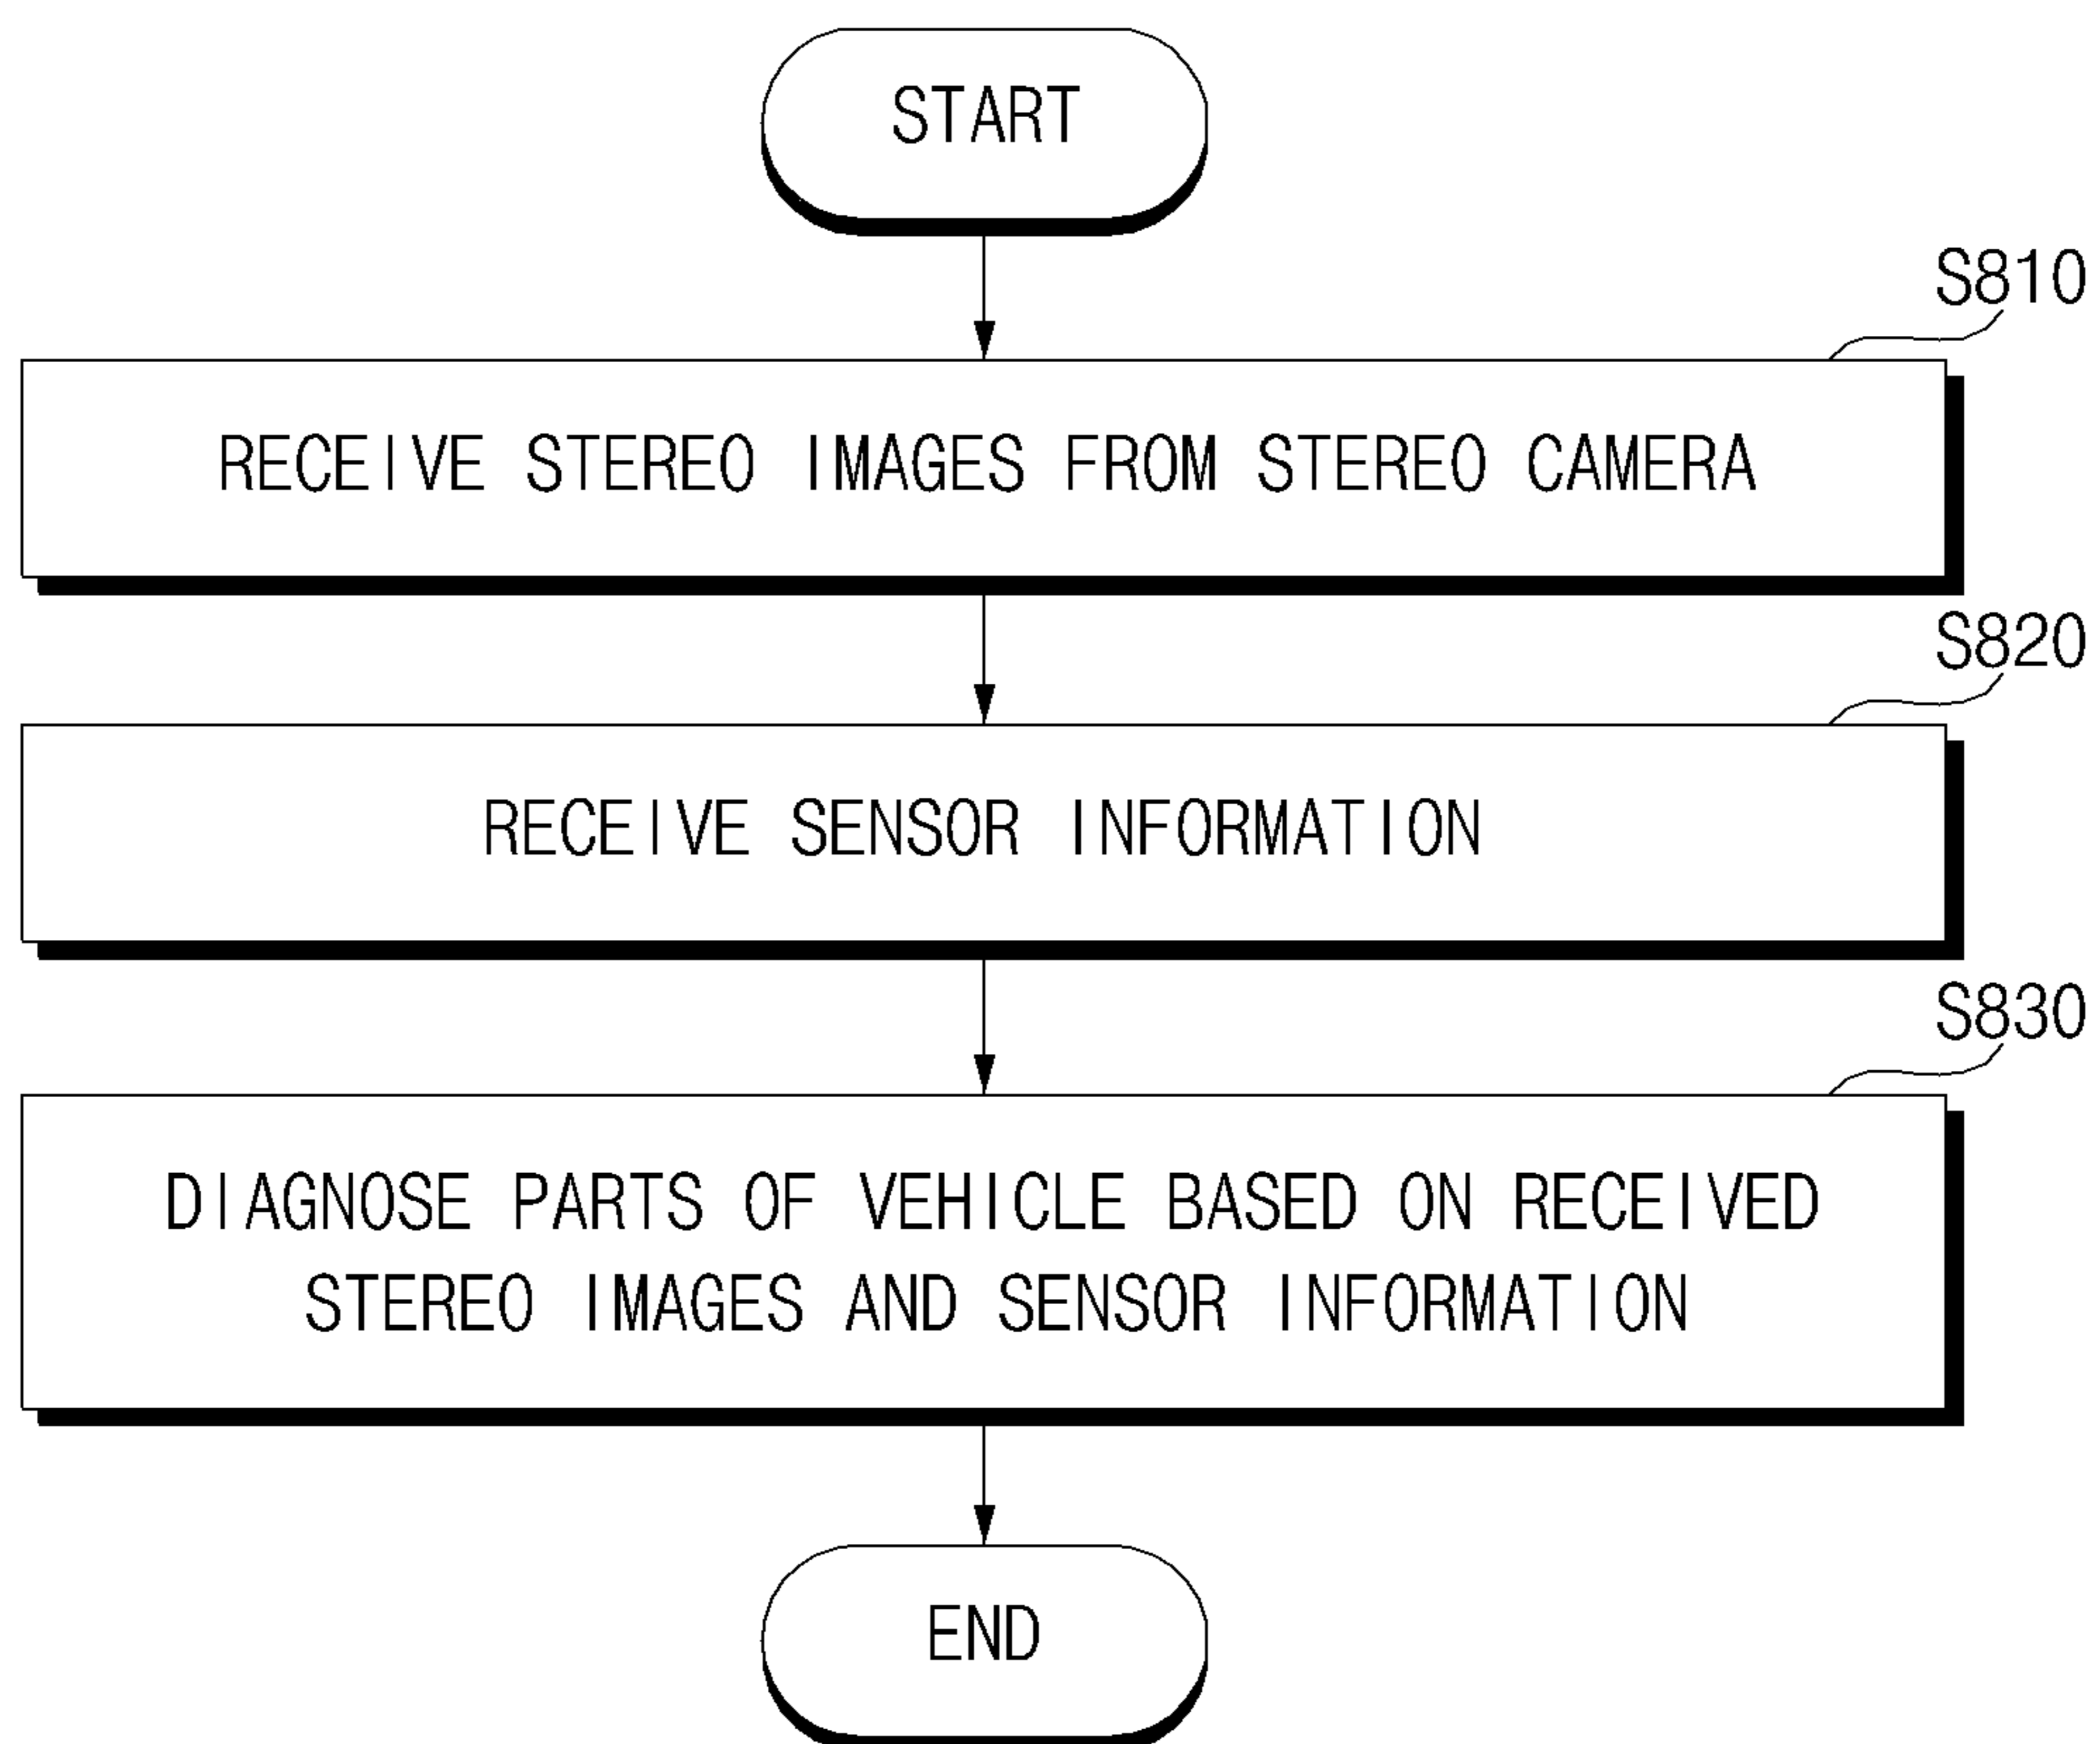 START
S810
RECEIVE STEREO IMAGES FROM STEREO CAMERA
S820
RECEIVE SENSOR INFORMATION
S830
DIAGNOSE PARTS OF VEHICLE BASED ON RECEIVED
STEREO IMAGES AND SENSOR INFORMATION
END